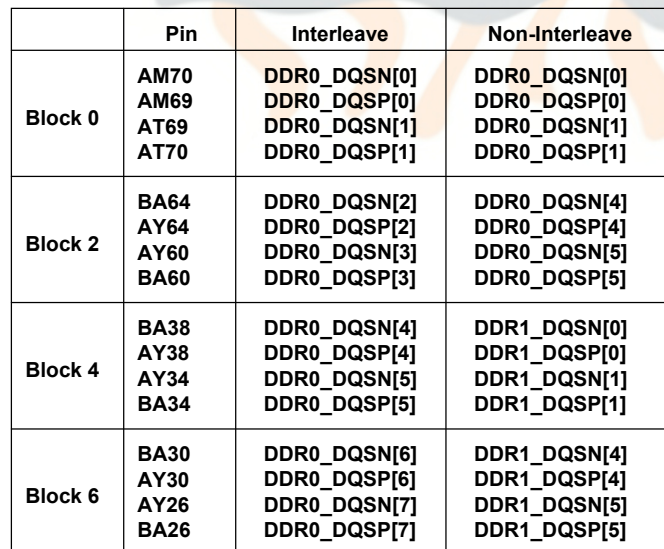 Pin Interleave Non-Interleave
Block 0
AM70 DDR0_DQSN[0] DDR0_DQSN[0]
AM69 DDR0_DQSP[0] DDR0_DQSP[0]
AT69 DDR0_DQSN[1] DDR0_DQSN[1]
AT70 DDR0_DQSP[1] DDR0_DQSP[1]
Block 2
BA64 DDR0_DQSN[2] DDR0_DQSN[4]
AY64 DDR0_DQSP[2] DDR0_DQSP[4]
AY60 DDR0_DQSN[3] DDR0_DQSN[5]
BA60 DDR0_DQSP[3] DDR0_DQSP[5]
Block 4
BA38 DDR0_DQSN[4] DDR1_DQSN[0]
AY38 DDR0_DQSP[4] DDR1_DQSP[0]
AY34 DDR0_DQSN[5] DDR1_DQSN[1]
BA34 DDR0_DQSP[5] DDR1_DQSP[1]
Block 6
BA30 DDR0_DQSN[6] DDR1_DQSN[4]
AY30 DDR0_DQSP[6] DDR1_DQSP[4]
AY26 DDR0_DQSN[7] DDR1_DQSN[5]
BA26 DDR0_DQSP[7] DDR1_DQSP[5]